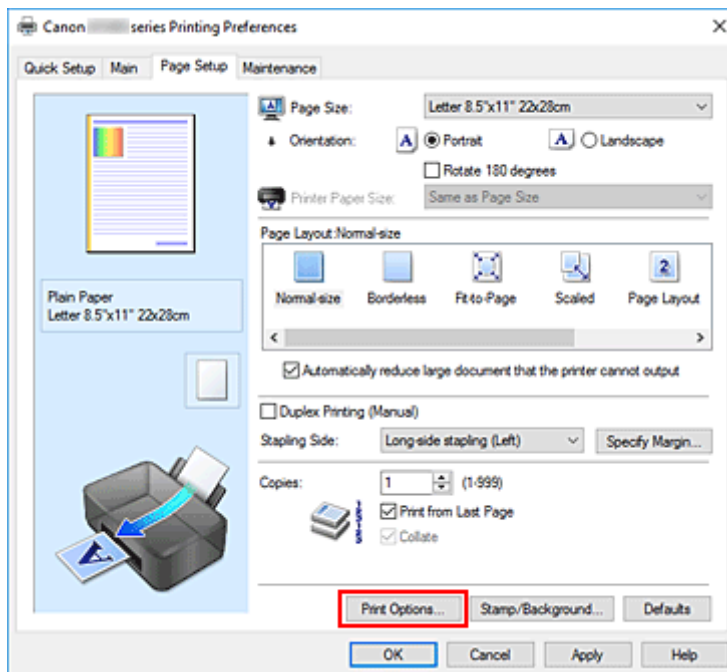 Canon series Printing Preferences
Quick Setup Main Page Setup Maintenance
Page Size: Letter 8.5"x11" 22x28cm
Orientation: A Portrait A Landscape
Rotate 180 degrees
Printer Paper Size: Same as Page Size
Page Layout:Normal-size
2
Normal-size Borderless Fit-to-Page Scaled Page Layout
Plain Paper
Letter 8.5"x11" 22x28cm
Automatically reduce large document that the printer cannot output
Duplex Printing (Manual)
Stapling Side: Long-side stapling (Left) Specify Margin...
Copies: 1 (1-999)
Print from Last Page
Collate
A
Print Options... Stamp/Background... Defaults
OK Cancel Apply Help